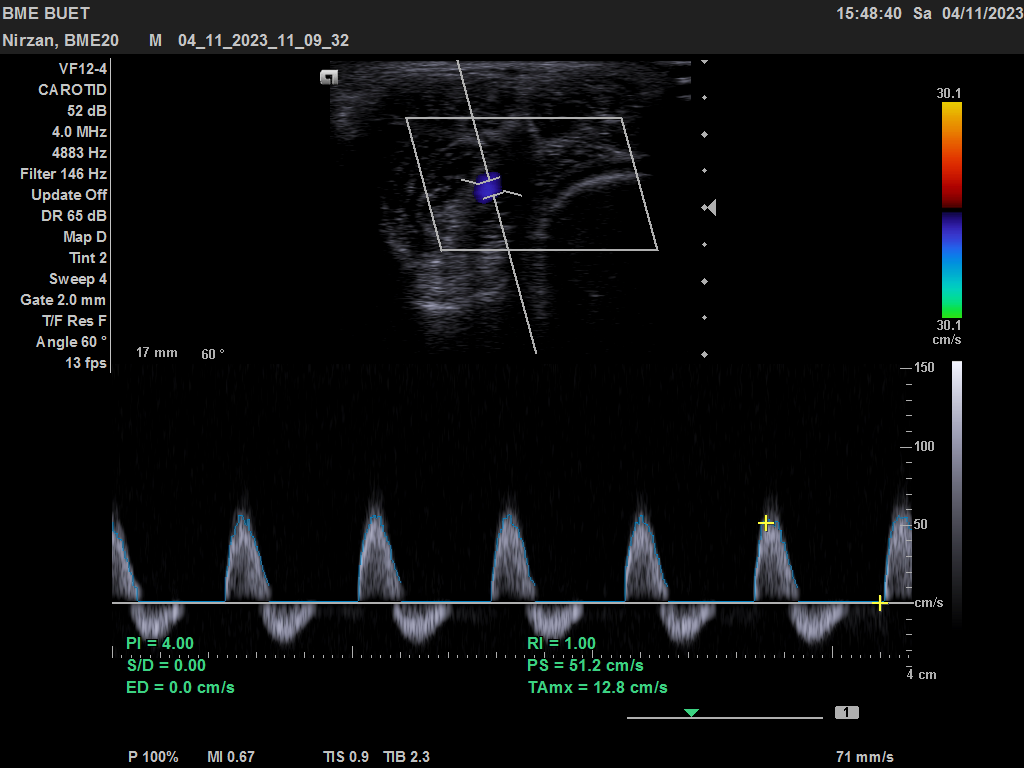 BME BUET 15:48:40 Sa 04/11/2023
Nirzan, BME20 M 04_11_2023_11_09_32
VF12-4
CAROTID
52 dB
4.0 MHz
4883 Hz
Filter 146 Hz
Update Off
DR 65 dB
Map D
Tint 2
Sweep 4
Gate 2.0 mm
T/F Res F
Angle 60 °
13 fps
17 mm 60 °
30.1
30.1
cm/s
150
100
50
cm/s
4 cm
PI = 4.00
S/D = 0.00
ED = 0.0 cm/s
RI = 1.00
PS = 51.2 cm/s
TAmx = 12.8 cm/s
1
P 100% MI 0.67 TIS 0.9 TIB 2.3 71 mm/s